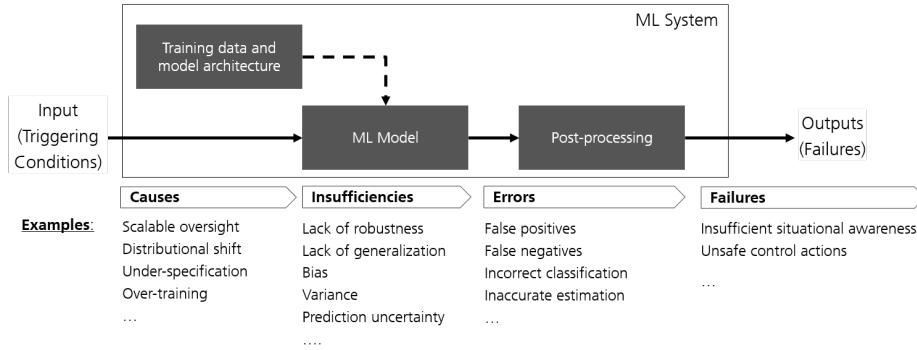 ML System
Training data and
model architecture
Input
(Triggering
Conditions)
ML Model
Post-processing
Outputs
(Failures)
Causes
Insufficiencies
Errors
Failures
Examples:
Scalable oversight
Distributional shift
Under-specification
Over-training
…
Lack of robustness
Lack of generalization
Bias
Variance
Prediction uncertainty
….
False positives
False negatives
Incorrect classification
Inaccurate estimation
…
Insufficient situational awareness
Unsafe control actions
…